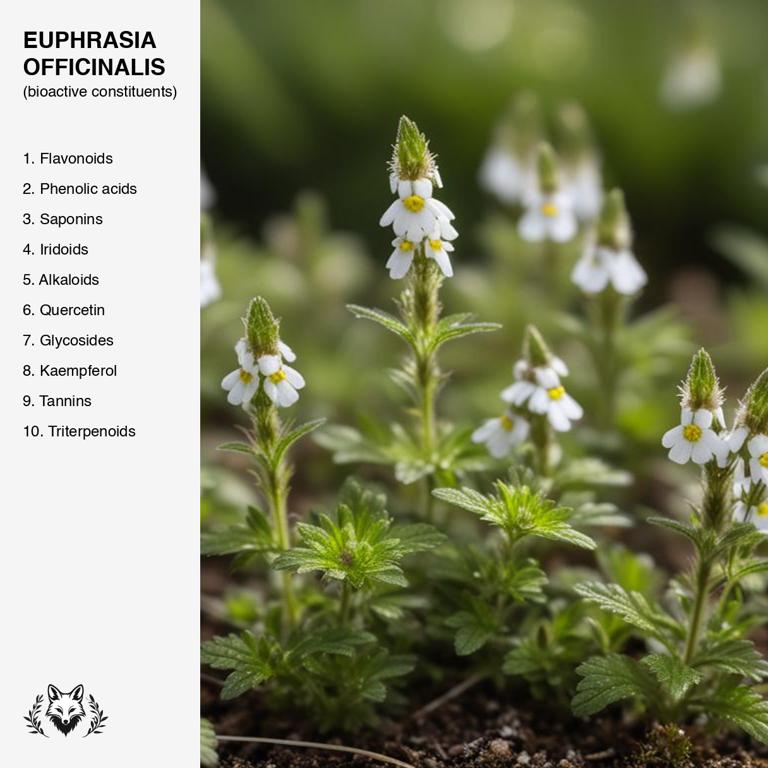 EUPHRASIA
OFFICINALIS
(bioactive constituents)
1. Flavonoids
2. Phenolic acids
3. Saponins
4. Iridoids
5. Alkaloids
6. Quercetin
7. Glycosides
8. Kaempferol
9. Tannins
10. Triterpenoids